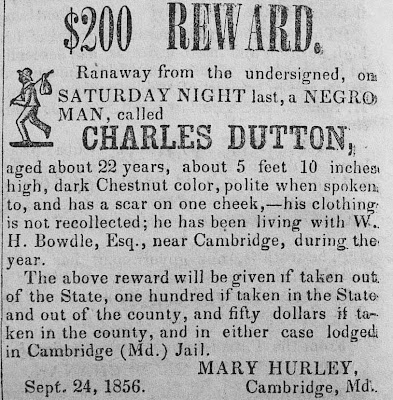 $200 REWARD.
Ranaway from the undersigned, on
SATURDAY NIGHT last, a NEGRO
MAN, called
CHARLES DUTTON,
aged about 22 years, about 5 feet 10 inches
high, dark Chestnut color, polite when spoken
to, and has a scar on one cheek,—his clothing
is not recollected; he has been living with W.
H. Bowdle, Esq., near Cambridge, during the
year.
The above reward will be given if taken out
of the State, one hundred if taken in the State
and out of the county, and fifty dollars if ta-
ken in the county, and in either case lodged
in Cambridge (Md.) Jail.
MARY HURLEY,
Sept. 24, 1856. Cambridge, Md.